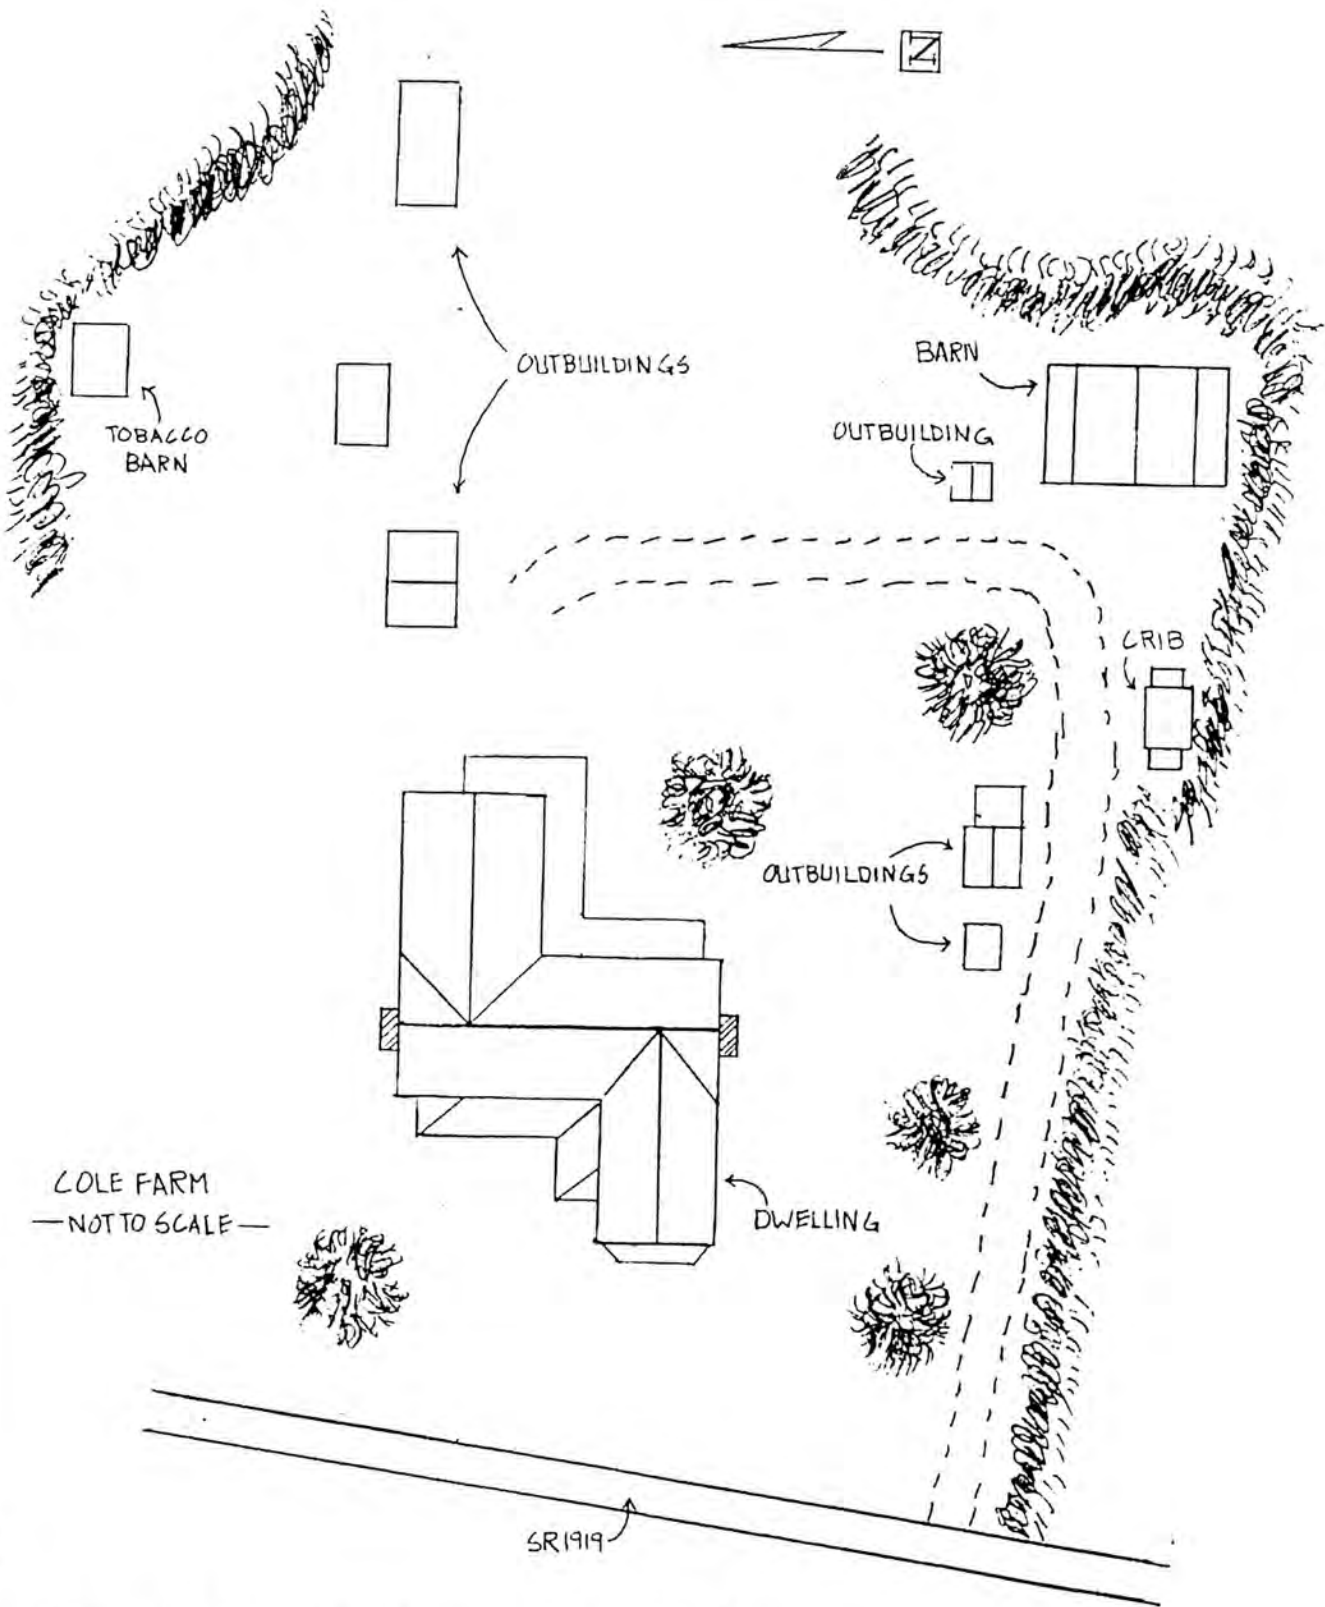 N
OUTBUILDINGS
BARN
OUTBUILDING
TOBACCO
BARN
CRIB
OUTBUILDINGS
COLE FARM
—NOT TO SCALE—
DWELLING
SR1919